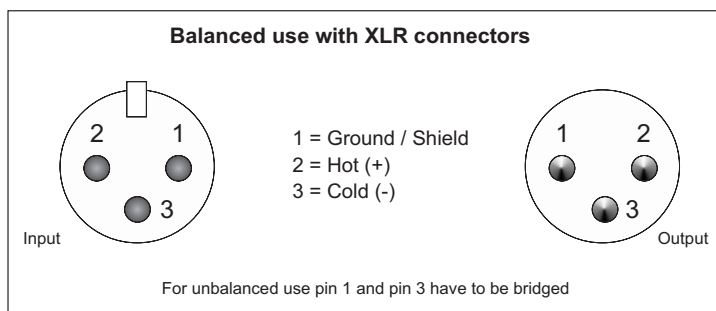 Balanced use with XLR connectors
2 1
3
Input
1 = Ground / Shield
2 = Hot (+)
3 = Cold (-)
1 2
3
Output
For unbalanced use pin 1 and pin 3 have to be bridged